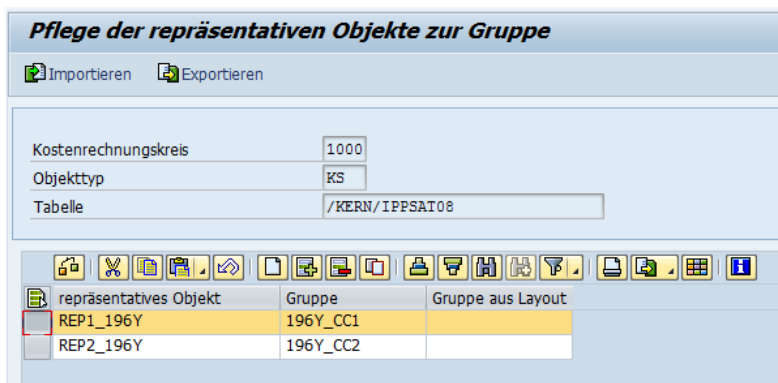 Pflege der repräsentativen Objekte zur Gruppe
Importieren Exportieren
Kostenrechnungskreis 1000
Objekttyp KS
Tabelle /KERN/IPPSAT08
repräsentatives Objekt Gruppe Gruppe aus Layout
REP1_196Y 196Y_CC1
REP2_196Y 196Y_CC2